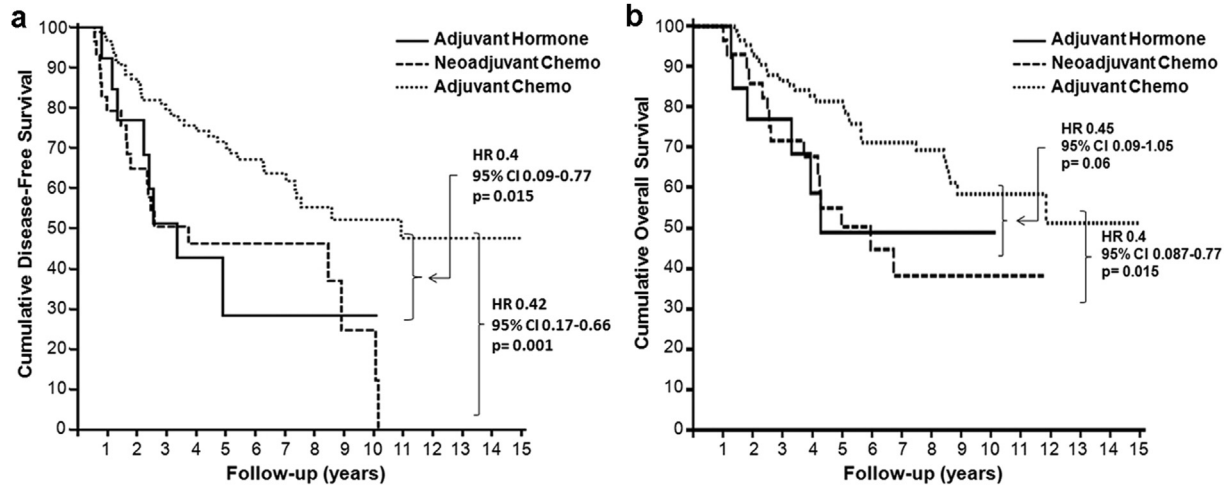 a
Cumulative Disease-Free Survival
100
90
80
70
60
50
40
30
20
10
0
1 2 3 4 5 6 7 8 9 10 11 12 13 14 15
Follow-up (years)
Adjuvant Hormone
Neoadjuvant Chemo
Adjuvant Chemo
HR 0.4
95% CI 0.09-0.77
p= 0.015
HR 0.42
95% CI 0.17-0.66
p= 0.001
b
Cumulative Overall Survival
100
90
80
70
60
50
40
30
20
10
0
1 2 3 4 5 6 7 8 9 10 11 12 13 14 15
Follow-up (years)
Adjuvant Hormone
Neoadjuvant Chemo
Adjuvant Chemo
HR 0.45
95% CI 0.09-1.05
p= 0.06
HR 0.4
95% CI 0.087-0.77
p= 0.015